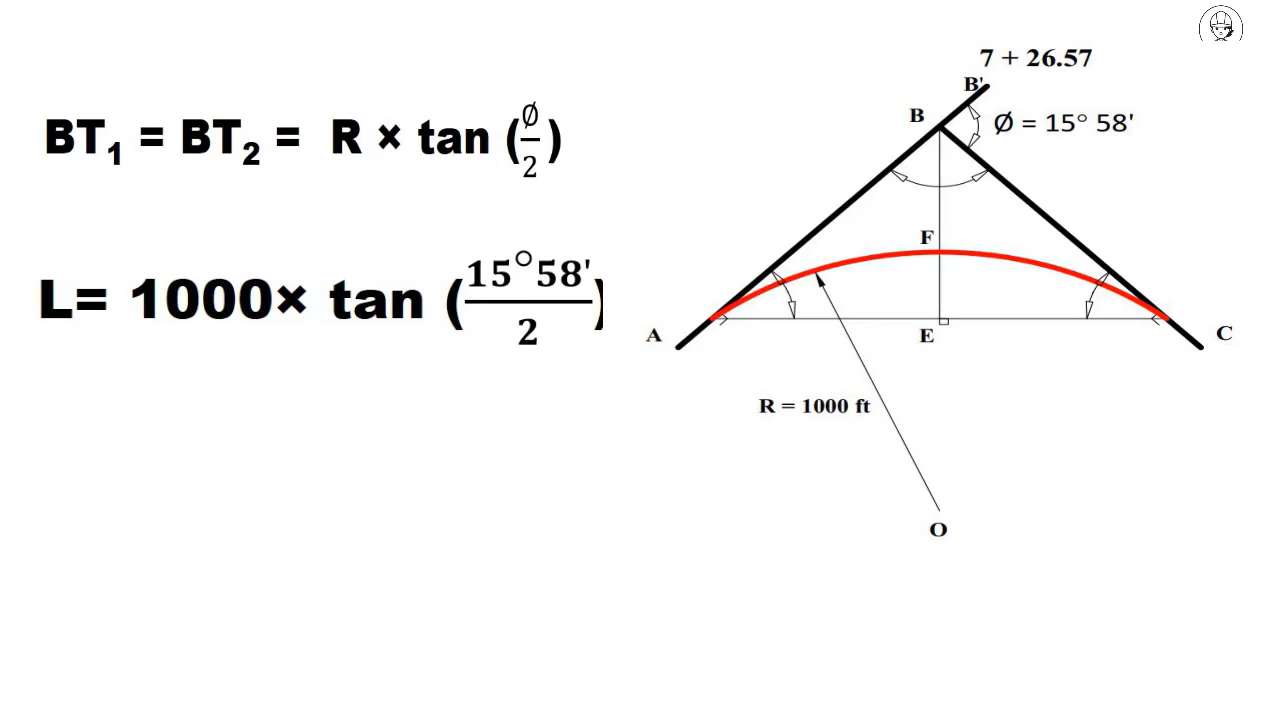 BT₁ = BT₂ = R × tan (Ø/2)
L= 1000× tan (15°58'/2)
7 + 26.57
B'
B
Ø = 15° 58'
F
A
E
C
R = 1000 ft
O